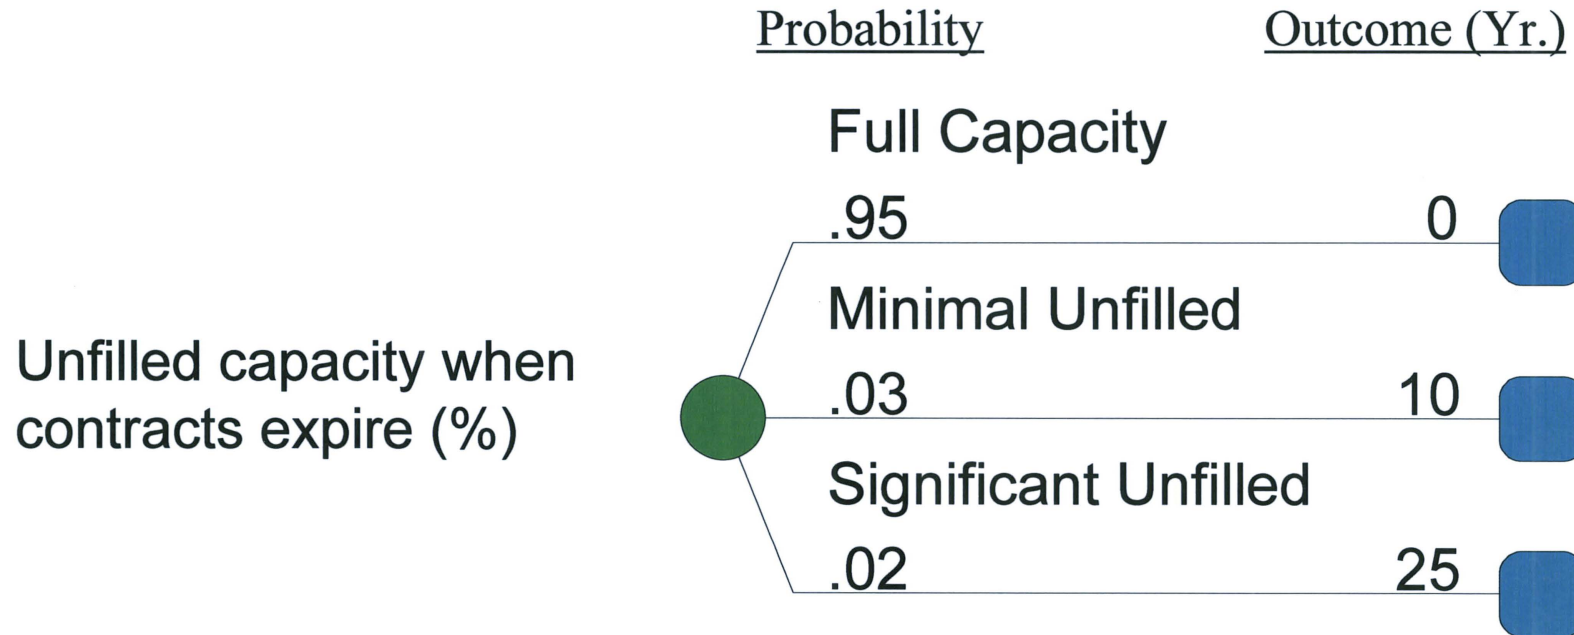 Probability Outcome (Yr.)
Full Capacity
.95 0
Minimal Unfilled
Unfilled capacity when
contracts expire (%)
.03 10
Significant Unfilled
.02 25